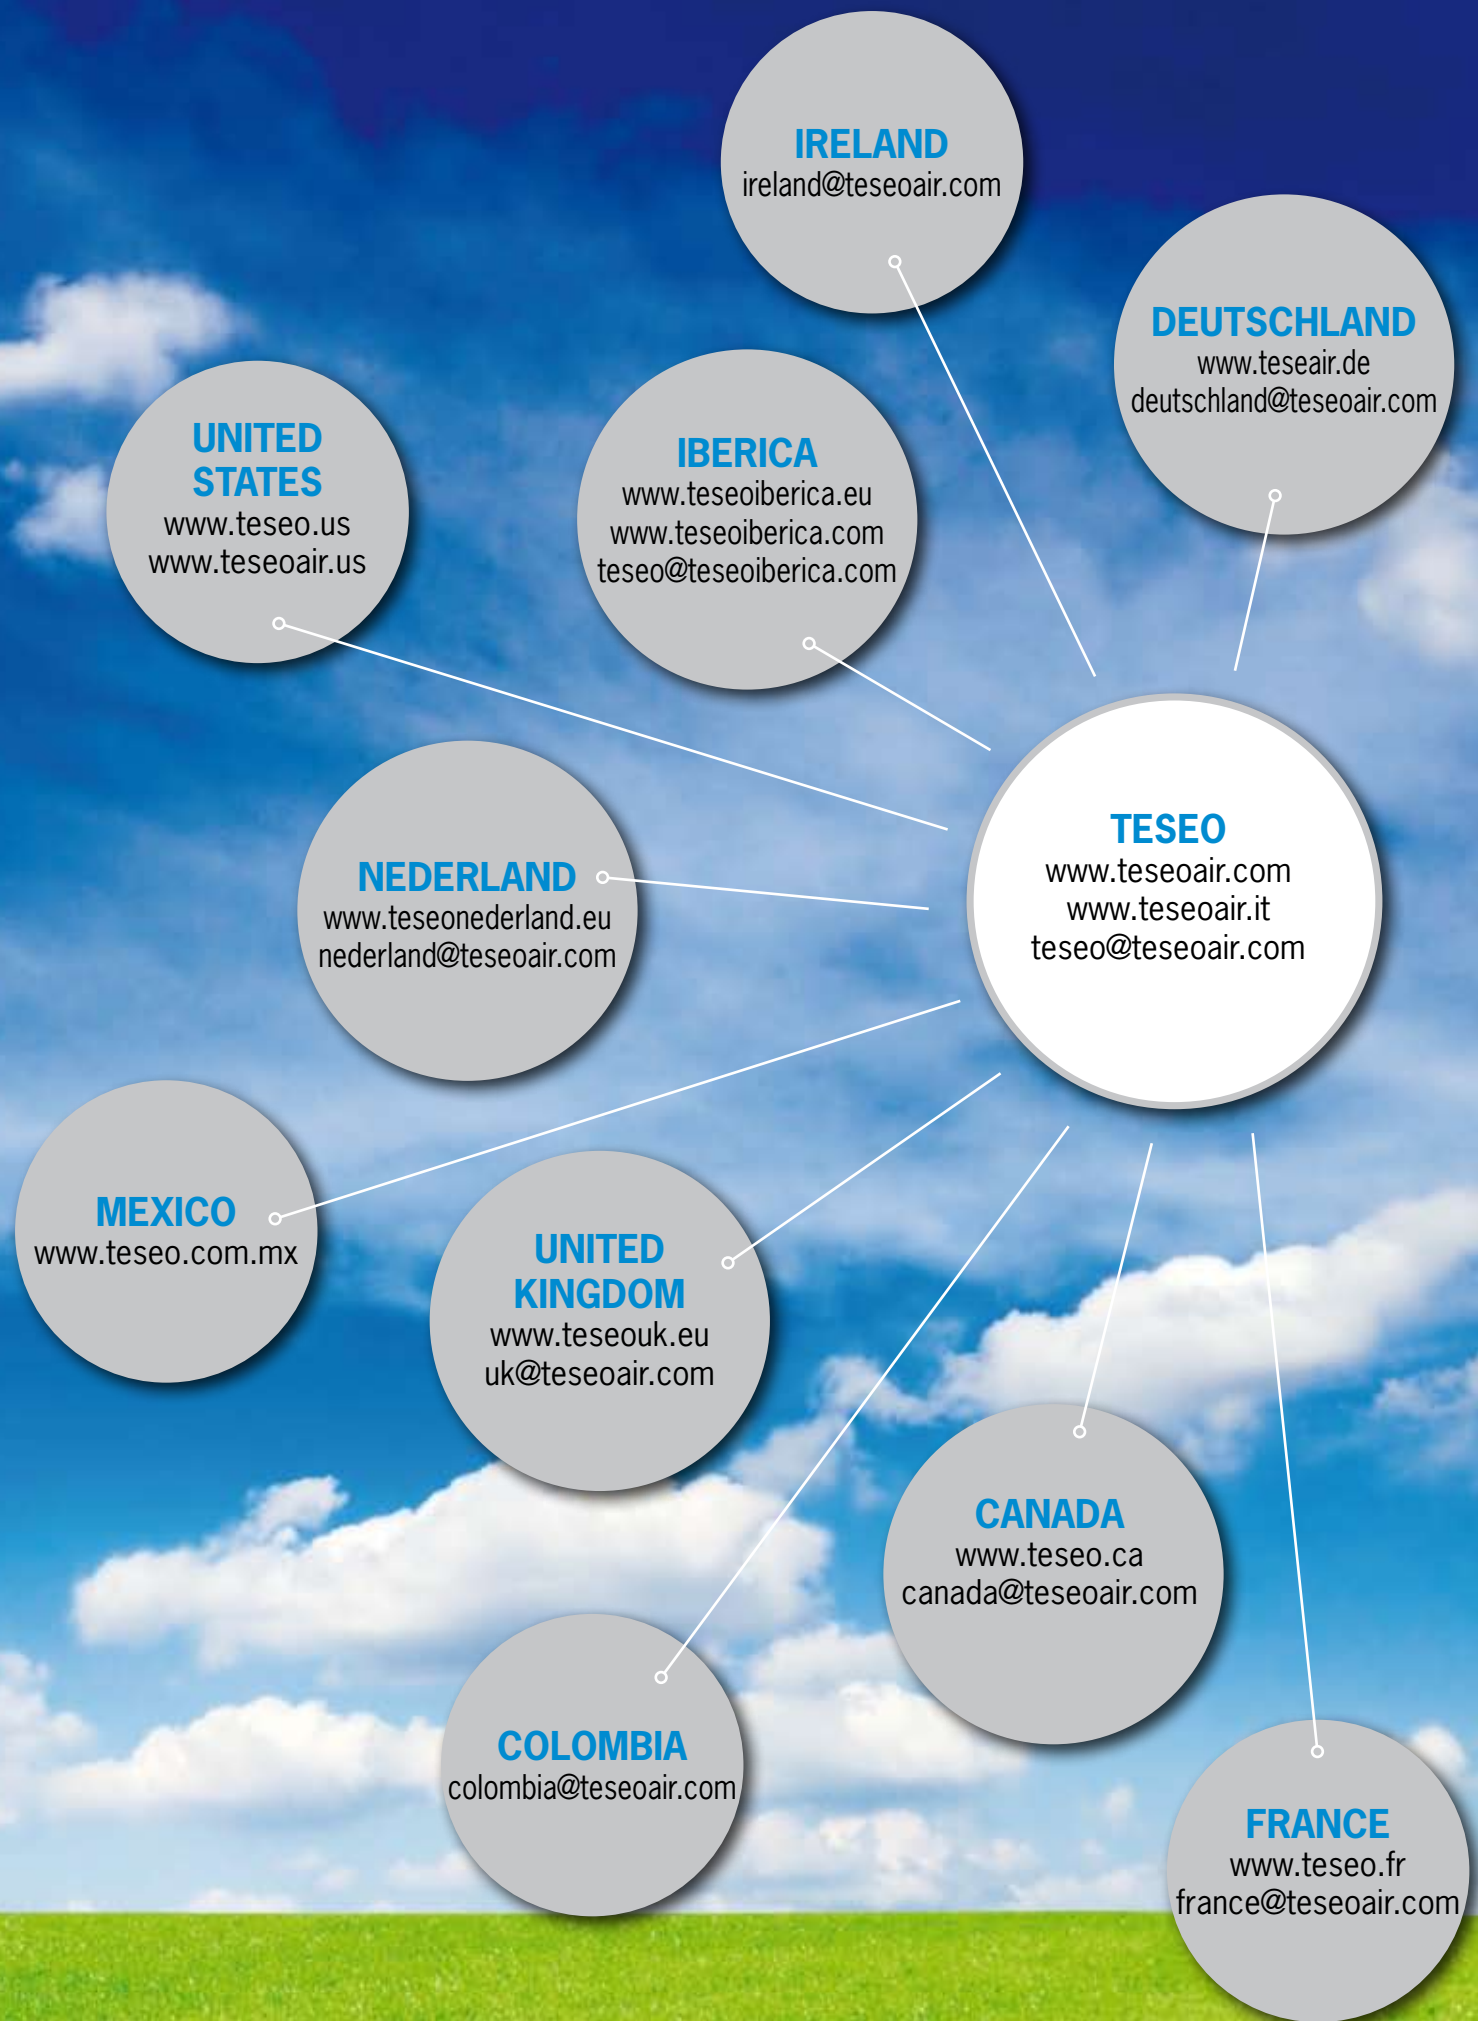 IRELAND
ireland@teseoair.com
DEUTSCHLAND
www.teseair.de
deutschland@teseoair.com
UNITED
STATES
www.teseo.us
www.teseoair.us
IBERICA
www.teseoiberica.eu
www.teseoiberica.com
teseo@teseoiberica.com
TESEO
www.teseoair.com
www.teseoair.it
teseo@teseoair.com
NEDERLAND
www.teseonederland.eu
nederland@teseoair.com
MEXICO
www.teseo.com.mx
UNITED
KINGDOM
www.teseouk.eu
uk@teseoair.com
CANADA
www.teseo.ca
canada@teseoair.com
COLOMBIA
colombia@teseoair.com
FRANCE
www.teseo.fr
france@teseoair.com